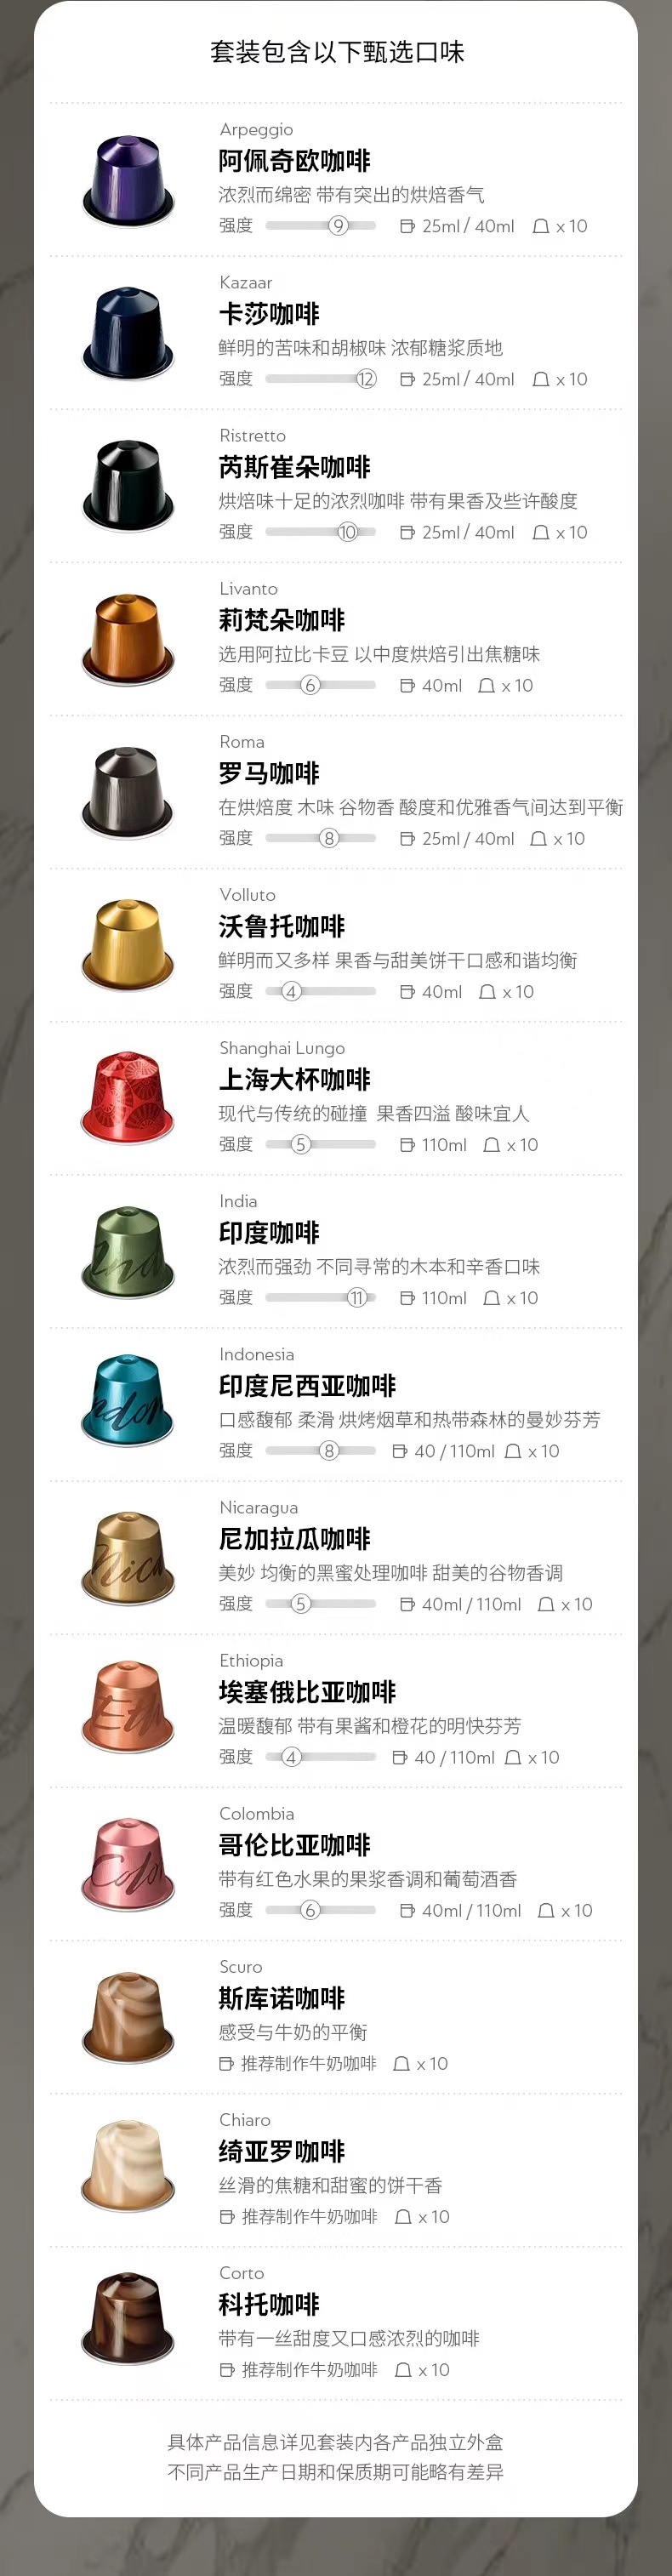 套装包含以下甄选口味
Arpeggio
阿佩奇欧咖啡
浓烈而绵密 带有突出的烘焙香气
强度 9 25ml / 40ml x 10
Kazaar
卡莎咖啡
鲜明的苦味和胡椒味 浓郁糖浆质地
强度 12 25ml / 40ml x 10
Ristretto
芮斯崔朵咖啡
烘焙味十足的浓烈咖啡 带有果香及些许酸度
强度 10 25ml / 40ml x 10
Livanto
莉梵朵咖啡
选用阿拉比卡豆 以中度烘焙引出焦糖味
强度 6 40ml x 10
Roma
罗马咖啡
在烘焙度 木味 谷物香 酸度和优雅香气间达到平衡
强度 8 25ml / 40ml x 10
Volluto
沃鲁托咖啡
鲜明而又多样 果香与甜美饼干口感和谐均衡
强度 4 40ml x 10
Shanghai Lungo
上海大杯咖啡
现代与传统的碰撞 果香四溢 酸味宜人
强度 5 110ml x 10
India
印度咖啡
浓烈而强劲 不同寻常的木本和辛香口味
强度 11 110ml x 10
Indonesia
印度尼西亚咖啡
口感馥郁 柔滑 烘烤烟草和热带森林的曼妙芬芳
强度 8 40 / 110ml x 10
Nicaragua
尼加拉瓜咖啡
美妙 均衡的黑蜜处理咖啡 甜美的谷物香调
强度 5 40ml / 110ml x 10
Ethiopia
埃塞俄比亚咖啡
温暖馥郁 带有果酱和橙花的明快芬芳
强度 4 40 / 110ml x 10
Colombia
哥伦比亚咖啡
带有红色水果的果浆香调和葡萄酒香
强度 6 40ml / 110ml x 10
Scuro
斯库诺咖啡
感受与牛奶的平衡
推荐制作牛奶咖啡 x 10
Chiaro
绮亚罗咖啡
丝滑的焦糖和甜蜜的饼干香
推荐制作牛奶咖啡 x 10
Corto
科托咖啡
带有一丝甜度又口感浓烈的咖啡
推荐制作牛奶咖啡 x 10
具体产品信息详见套装内各产品独立外盒
不同产品生产日期和保质期可能略有差异